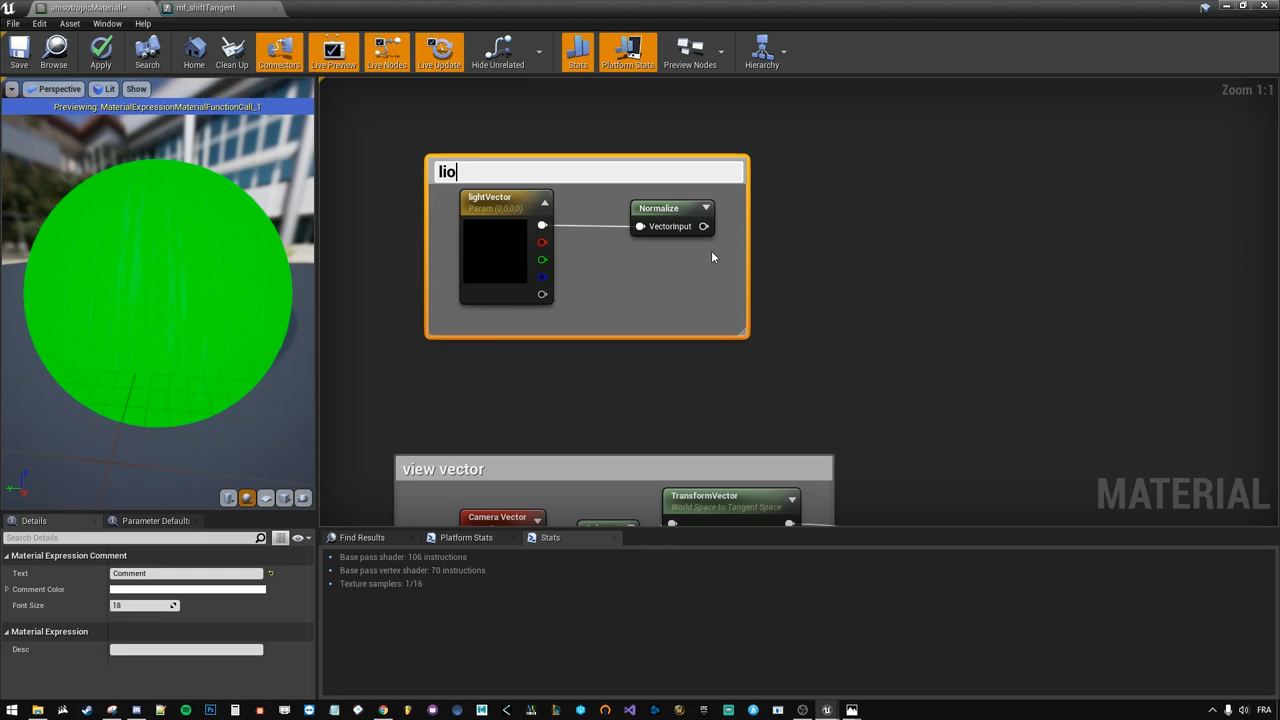 anisotropicMaterial*
mf_shiftTangent
File Edit Asset Window Help
Save Browse Apply Search Home Clean Up Connectors Live Preview Live Nodes Live Update Hide Unrelated Stats Platform Stats Preview Nodes Hierarchy
Perspective Lit Show
Previewing: MaterialExpressionMaterialFunctionCall_1
Zoom 1:1
lio
lightVector
Param (0,0,0,0)
Normalize
VectorInput
view vector
Camera Vector
TransformVector
World Space to Tangent Space
MATERIAL
Details Parameter Default
Search Details
Material Expression Comment
Text Comment
Comment Color
Font Size 18
Material Expression
Desc
Find Results Platform Stats Stats
Base pass shader: 106 instructions
Base pass vertex shader: 70 instructions
Texture samplers: 1/16
FRA